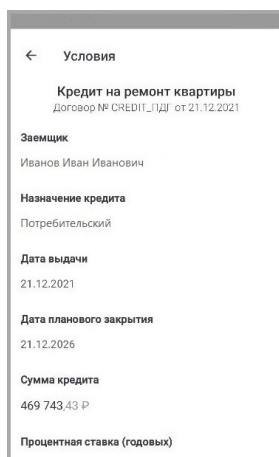 Условия
Кредит на ремонт квартиры
Договор № CREDIT_ПДГ от 21.12.2021
Заемщик
Иванов Иван Иванович
Назначение кредита
Потребительский
Дата выдачи
21.12.2021
Дата планового закрытия
21.12.2026
Сумма кредита
469 743,43 ₽
Процентная ставка (годовых)